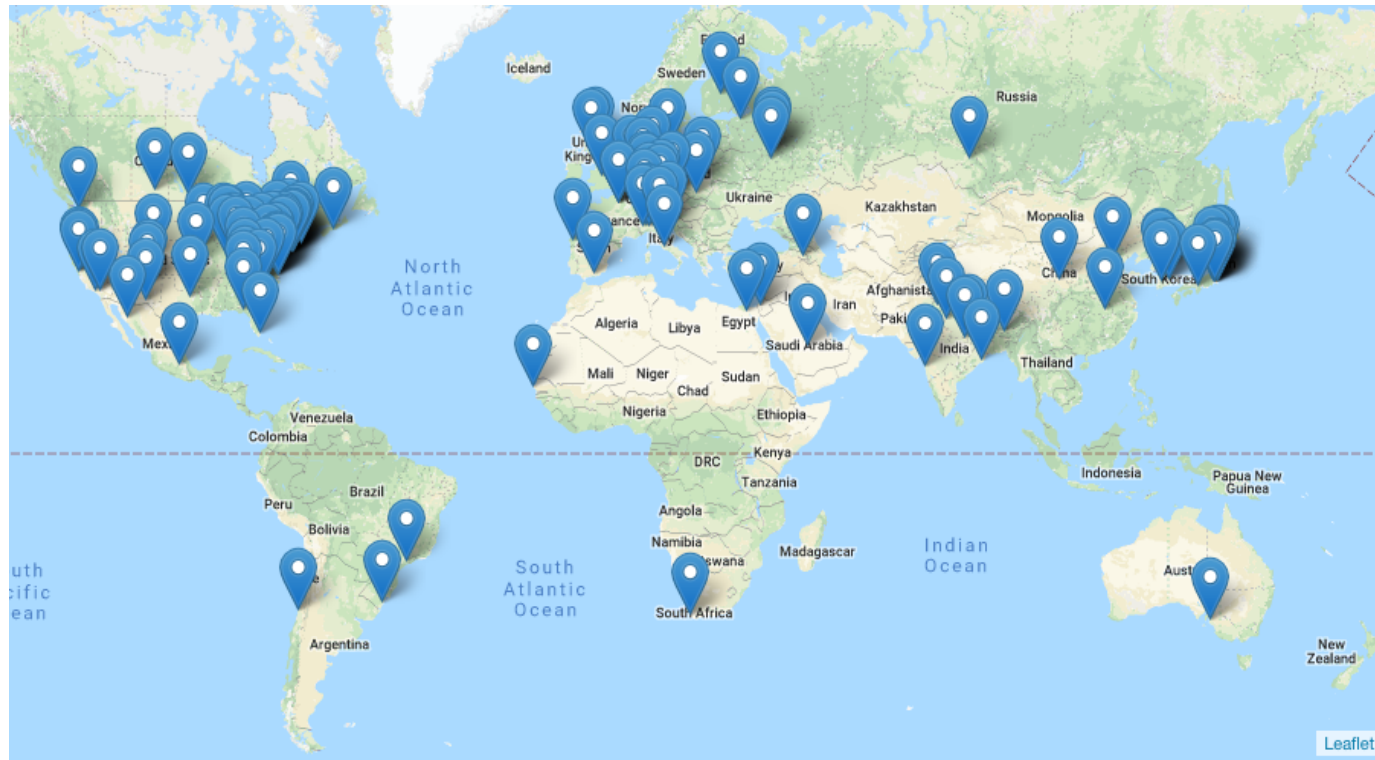 Iceland
Sweden
Russia
Ukraine
Kazakhstan
Mongolia
North
Atlantic
Ocean
China
South Korea
Iran
Algeria
Libya
Egypt
Saudi Arabia
India
Thailand
Mali
Niger
Chad
Sudan
Nigeria
Ethiopia
Venezuela
Colombia
DRC
Kenya
Tanzania
Indonesia
Papua New
Guinea
Peru
Brazil
Bolivia
Angola
Namibia
Madagascar
Indian
Ocean
South
Atlantic
Ocean
South Africa
Argentina
New
Zealand
Leaflet